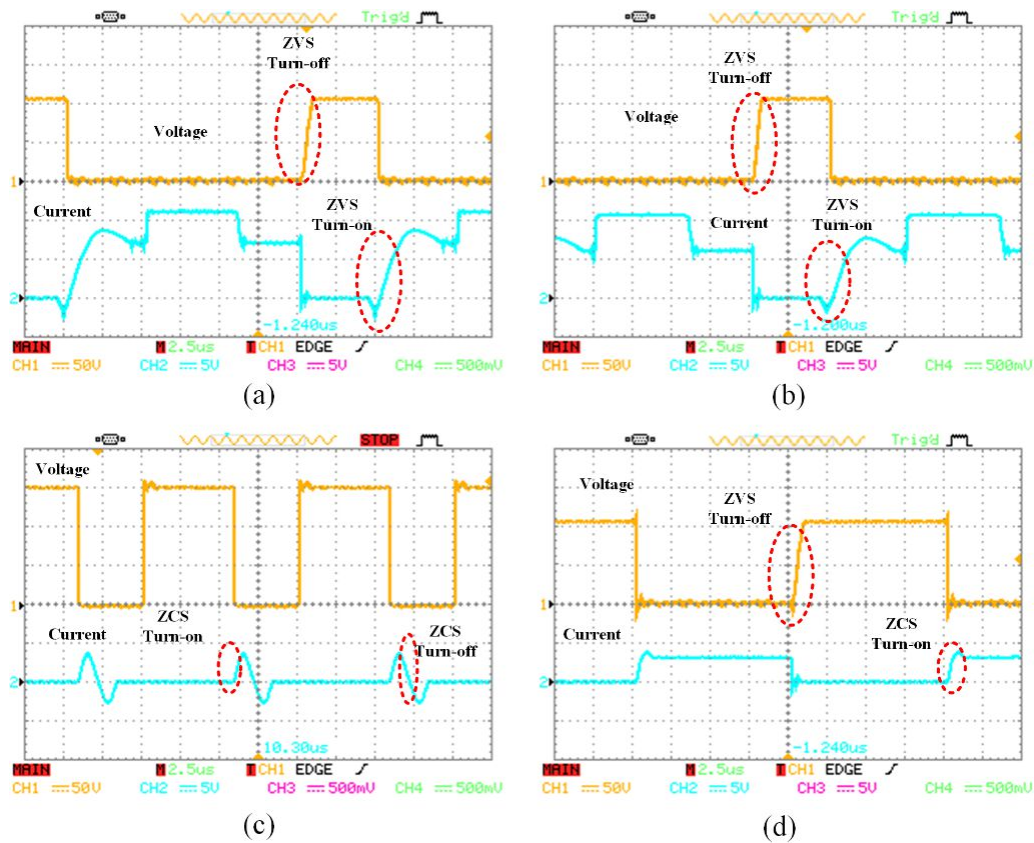 Trig'd
ZVS
Turn-off
Voltage
1
Current
ZVS
Turn-on
2
-1.240us
MAIN M 2.5us T CH1 EDGE
CH1 50V CH2 5V CH3 5V CH4 500mV
(a)
Trig'd
ZVS
Turn-off
Voltage
1
Current
ZVS
Turn-on
2
-1.200us
MAIN M 2.5us T CH1 EDGE
CH1 50V CH2 5V CH3 5V CH4 500mV
(b)
STOP
Voltage
1
ZCS
Turn-on
Current
ZCS
Turn-off
2
10.30us
MAIN M 2.5us T CH1 EDGE
CH1 50V CH2 5V CH3 500mV CH4 500mV
(c)
Trig'd
Voltage
ZVS
Turn-off
1
Current
ZCS
Turn-on
2
-1.240us
MAIN M 2.5us T CH1 EDGE
CH1 50V CH2 5V CH3 5V CH4 500mV
(d)